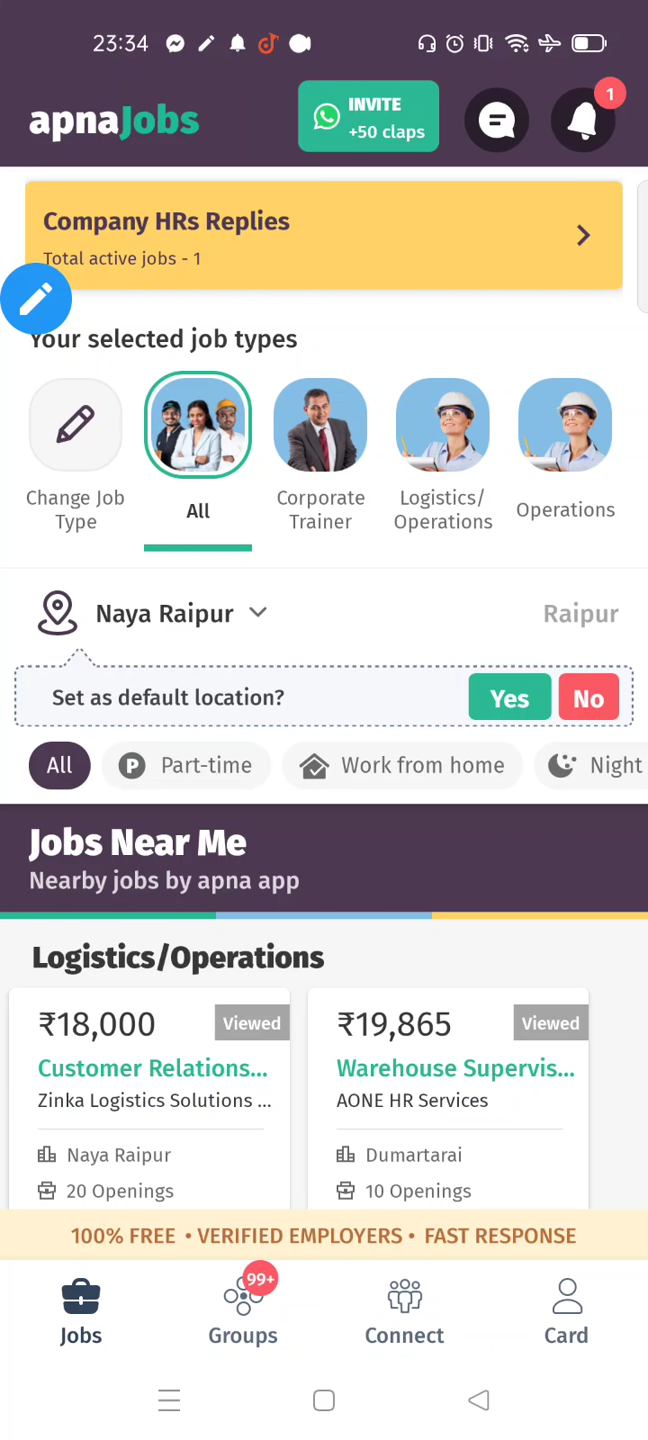 23:34
apnaJobs
INVITE
+50 claps
1
Company HRs Replies
Total active jobs - 1
Your selected job types
Change Job Type
All
Corporate Trainer
Logistics/ Operations
Operations
Naya Raipur
Raipur
Set as default location?
Yes
No
All
P Part-time
Work from home
Night
Jobs Near Me
Nearby jobs by apna app
Logistics/Operations
₹18,000
Viewed
Customer Relations...
Zinka Logistics Solutions ...
Naya Raipur
20 Openings
₹19,865
Viewed
Warehouse Supervis...
AONE HR Services
Dumartarai
10 Openings
100% FREE • VERIFIED EMPLOYERS • FAST RESPONSE
Jobs
99+
Groups
Connect
Card